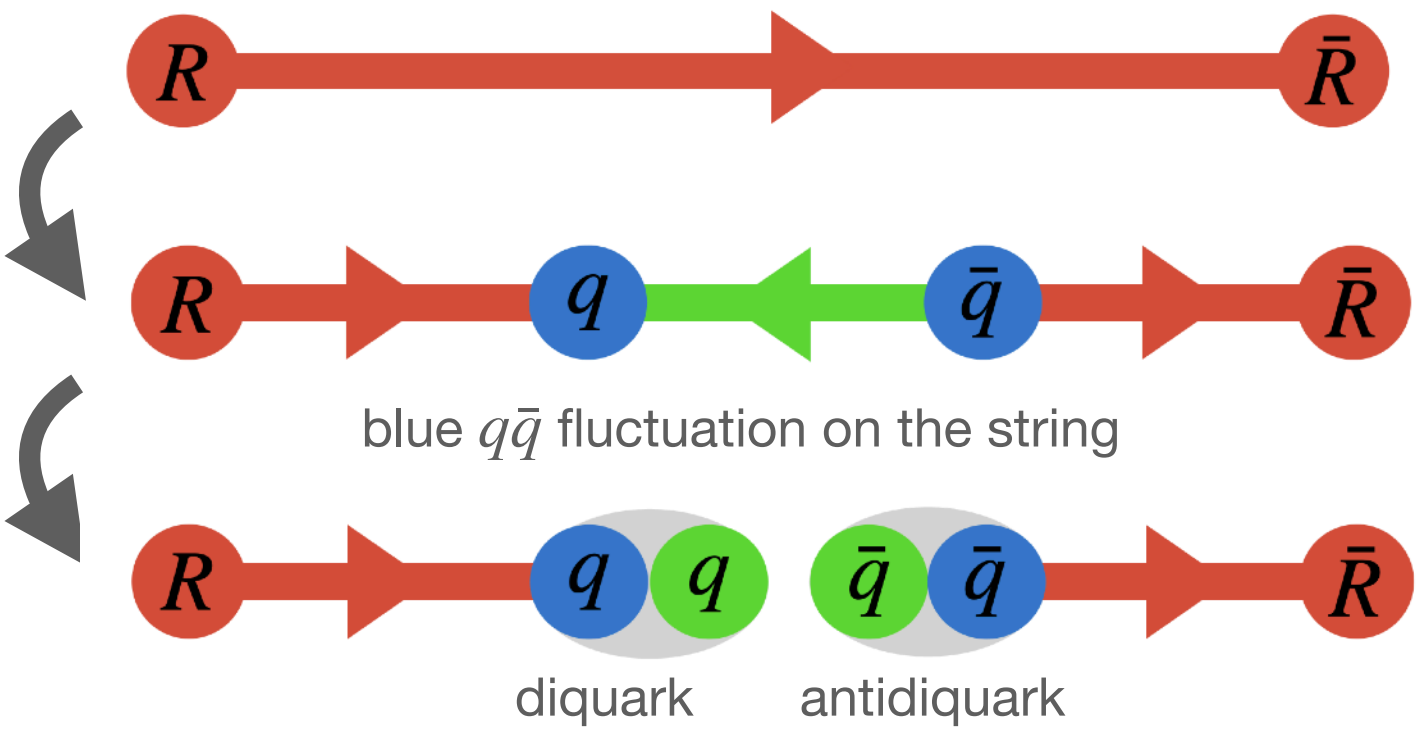 R R̄
R q q̄ R̄
blue qq̄ fluctuation on the string
R q q q̄ q̄ R̄
diquark antidiquark